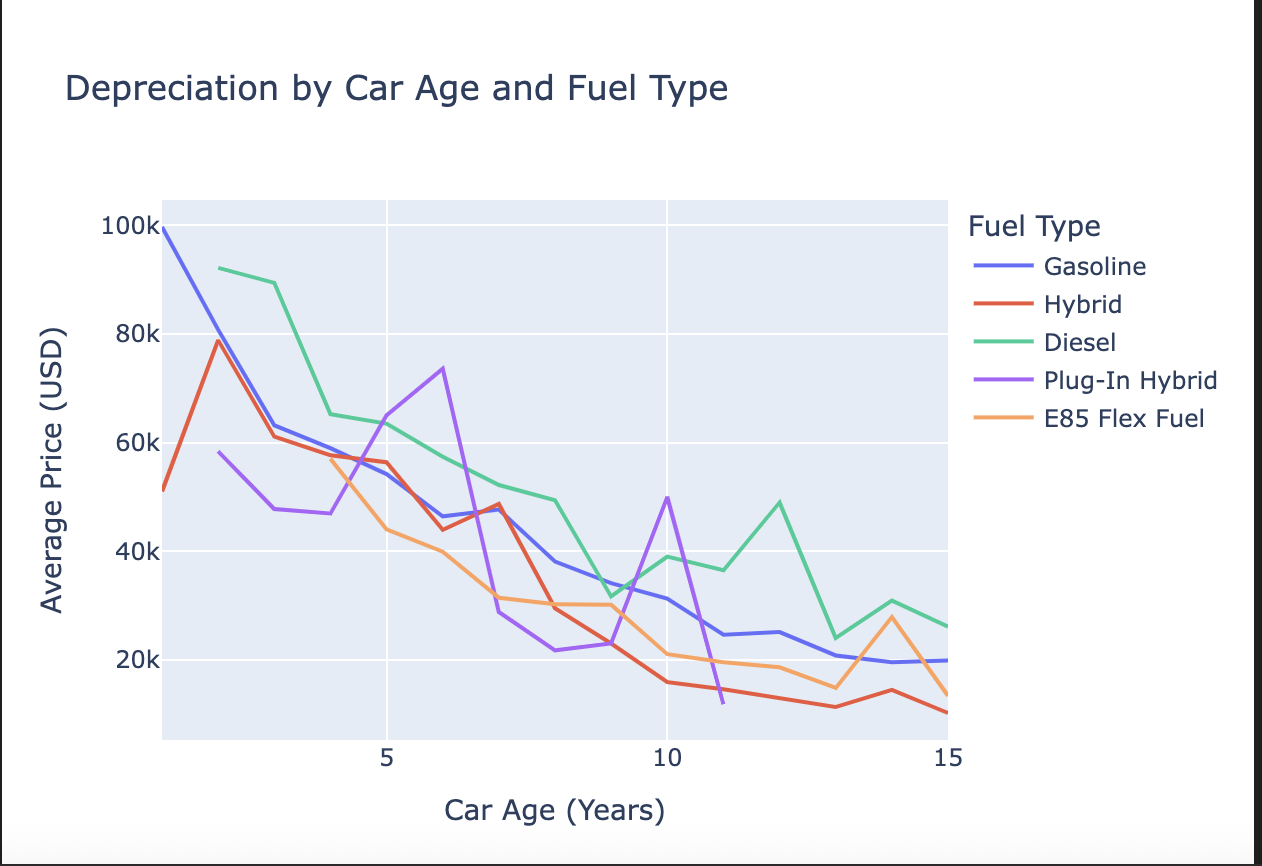 Depreciation by Car Age and Fuel Type
100k
80k
60k
40k
20k
Average Price (USD)
5
10
15
Car Age (Years)
Fuel Type
Gasoline
Hybrid
Diesel
Plug-In Hybrid
E85 Flex Fuel